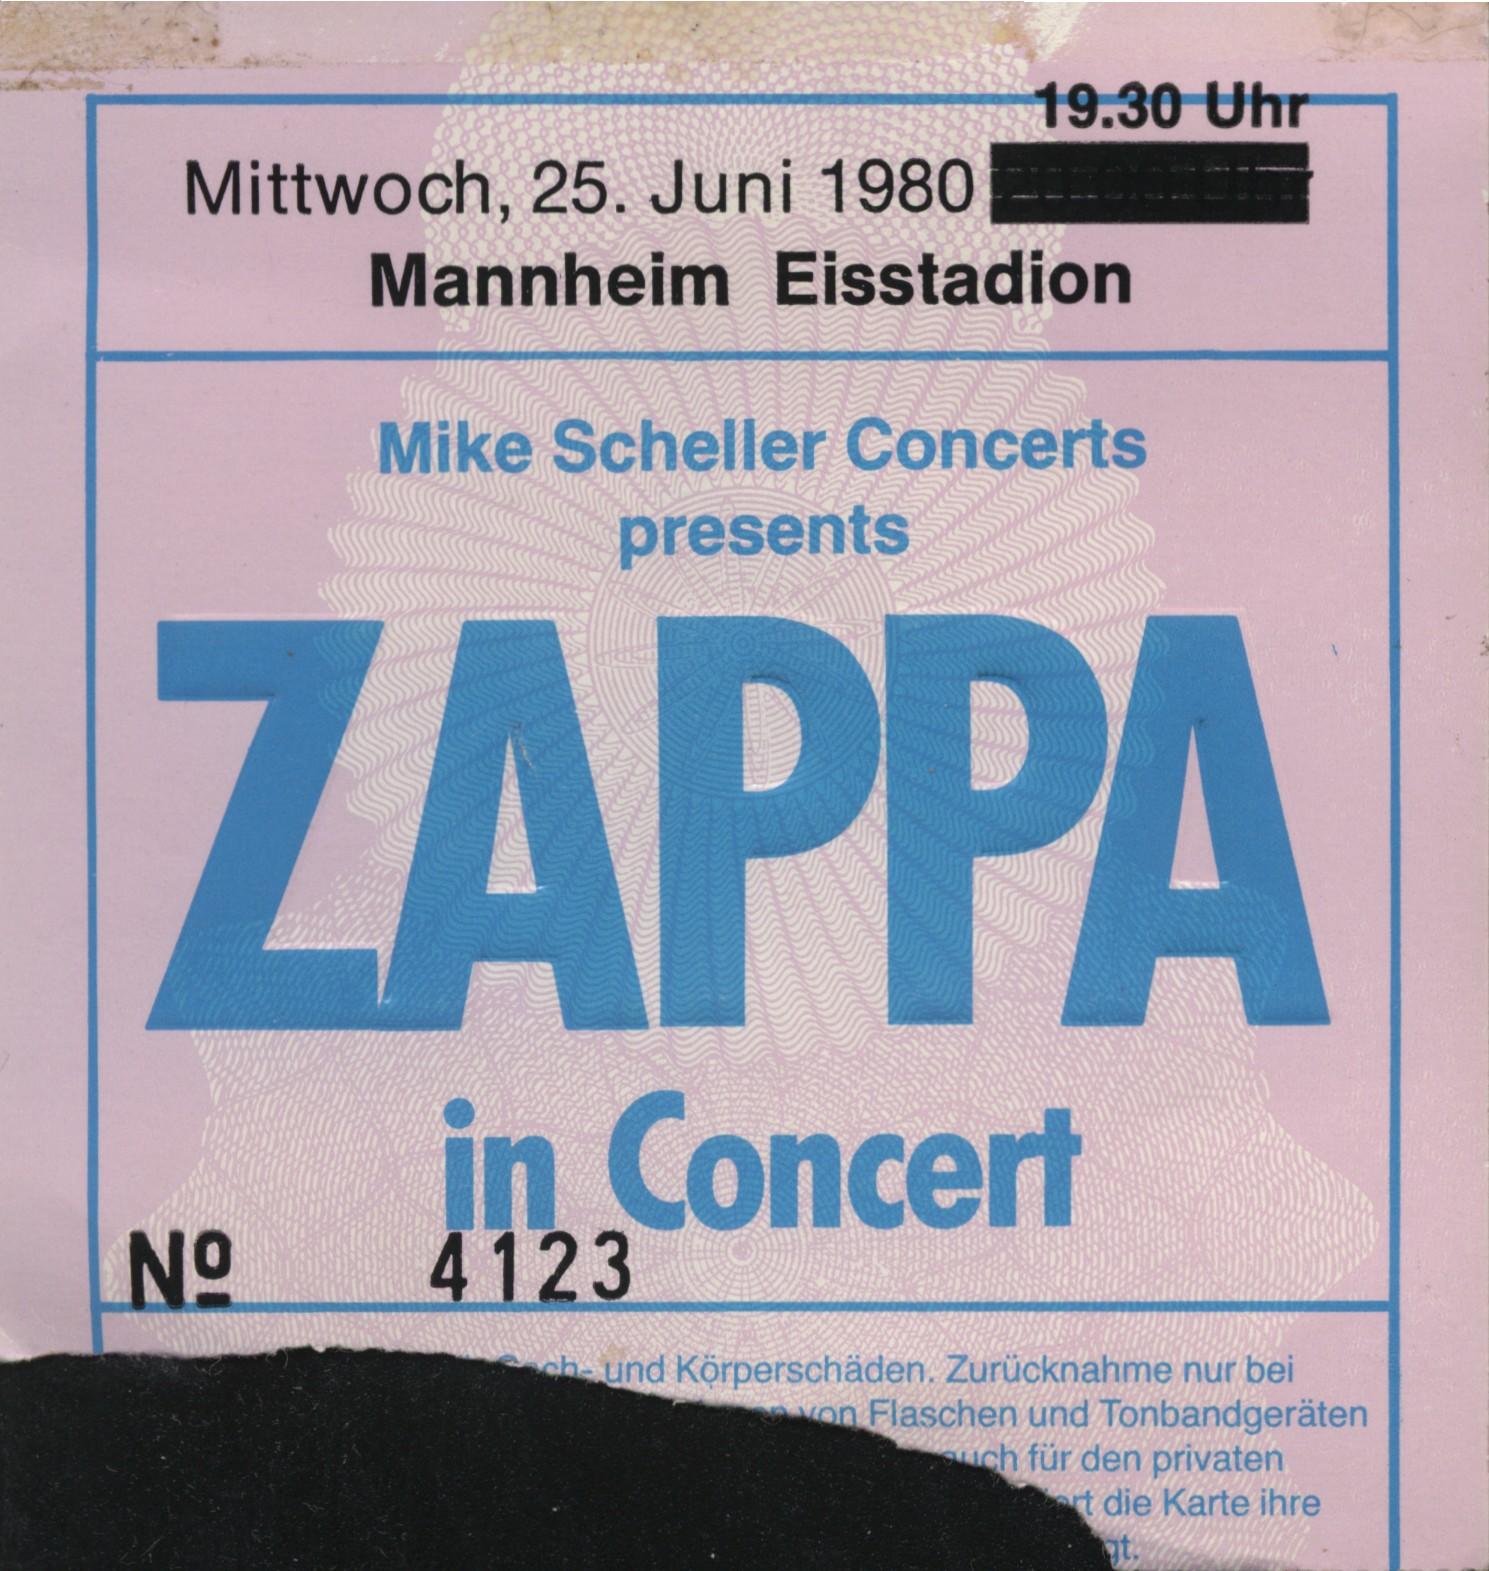 19.30 Uhr
Mittwoch, 25. Juni 1980
Mannheim Eisstadion
Mike Scheller Concerts
presents
ZAPPA
in Concert
Nº 4123
und Körperschäden. Zurücknahme nur bei
von Flaschen und Tonbandgeräten
auch für den privaten
die Karte ihre